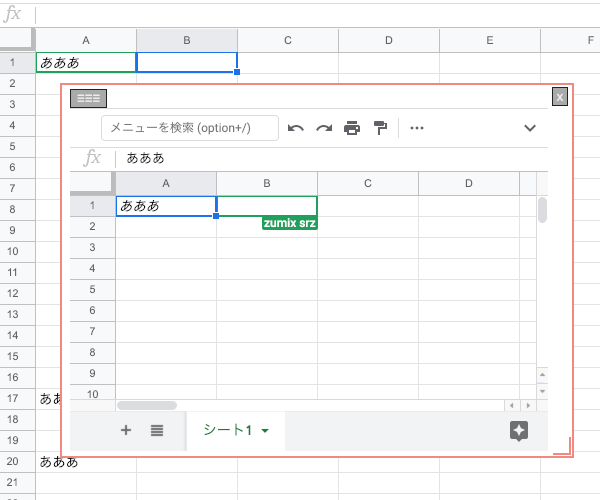 fx
A B C D E F
1 あああ
2
x
3
4 メニューを検索 (option+/)
5 fx あああ
6 A B C D
7 1 あああ
8 2 zumix srz
9 3
10 4
11 5
12 6
13 7
14 8
15 9
16 10
17 ああ
18 + シート1
19
20 あああ
21